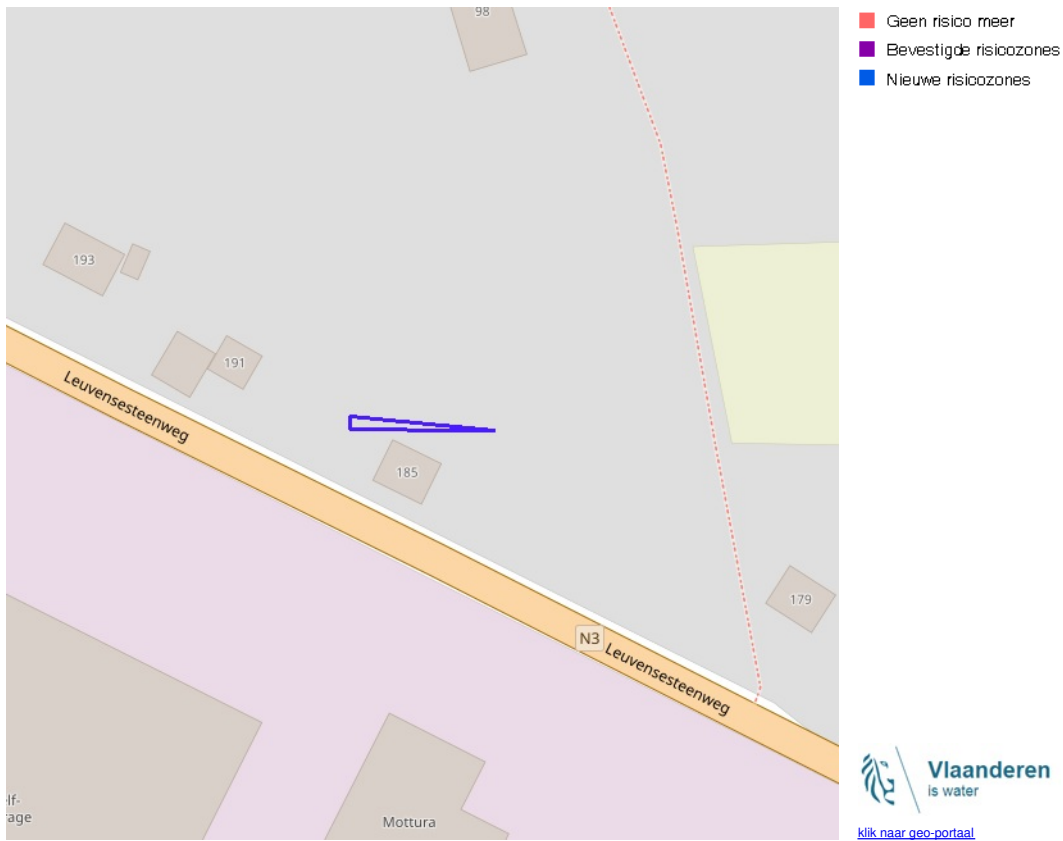 98
Geen risico meer
Bevestigde risicozones
Nieuwe risicozones
193
191
Leuvensesteenweg
185
179
N3
Leuvensesteenweg
Mottura
Vlaanderen
is water
klik naar geo-portaal